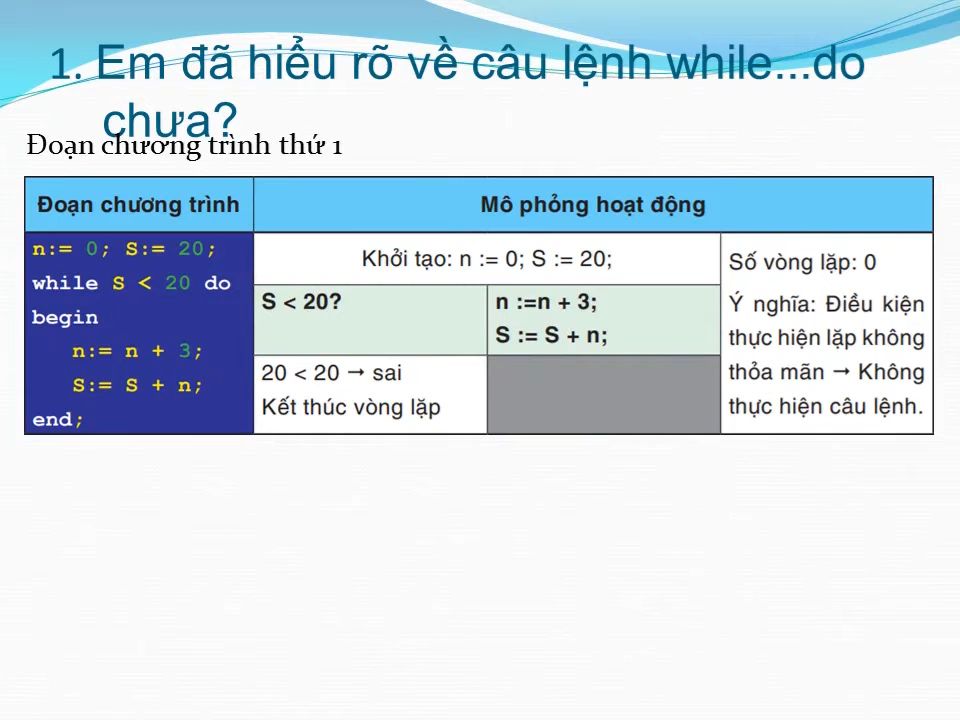 1. Em đã hiểu rõ về câu lệnh while...do
chưa?
Đoạn chương trình thứ 1
Đoạn chương trình
Mô phỏng hoạt động
n:= 0; S:= 20;
while S < 20 do
begin
n:= n + 3;
S:= S + n;
end;
Khởi tạo: n := 0; S := 20;
S < 20?
n :=n + 3;
S := S + n;
20 < 20 → sai
Kết thúc vòng lặp
Số vòng lặp: 0
Ý nghĩa: Điều kiện
thực hiện lặp không
thỏa mãn → Không
thực hiện câu lệnh.